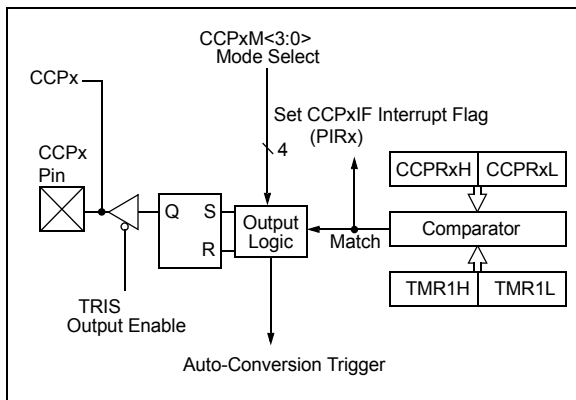 CCPxM<3:0>
Mode Select
CCPx
Set CCPxIF Interrupt Flag
(PIRx)
4
CCPx
Pin
CCPRxH CCPRxL
Q S
R
Output
Logic
Match
Comparator
TMR1H TMR1L
TRIS
Output Enable
Auto-Conversion Trigger